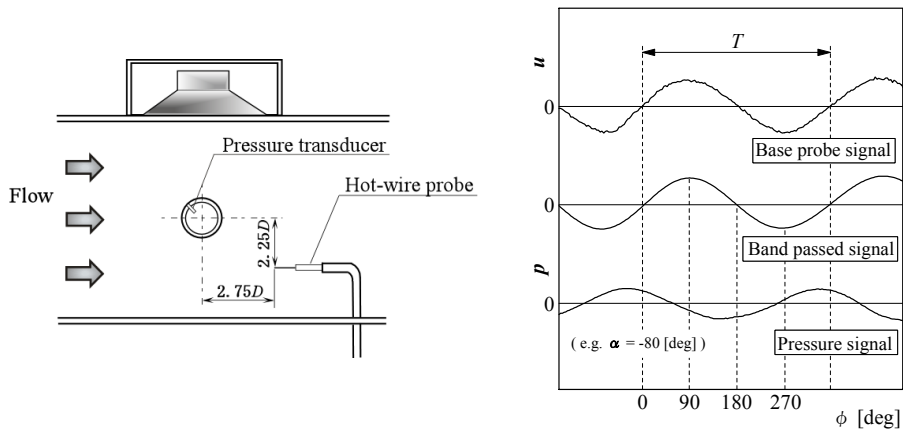 Pressure transducer
Hot-wire probe
Flow
2.25D
2.75D
T
u
0
Base probe signal
0
Band passed signal
p
0
( e.g. α = -80 [deg] )
Pressure signal
0 90 180 270
ϕ [deg]